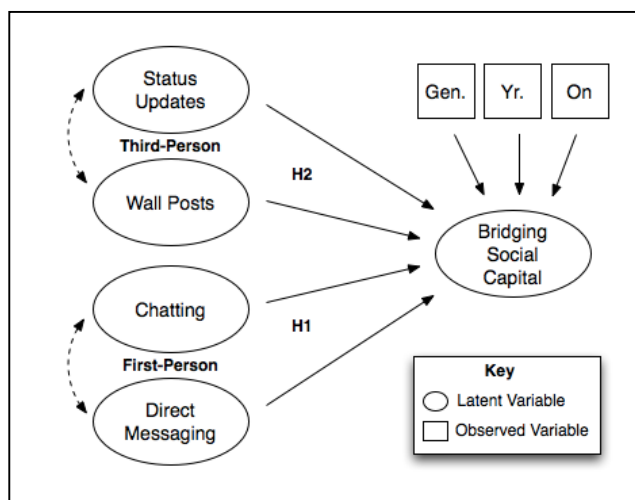 Status
Updates
Third-Person
Wall Posts
H2
Gen.
Yr.
On
Bridging
Social
Capital
Chatting
First-Person
Direct
Messaging
H1
Key
Latent Variable
Observed Variable